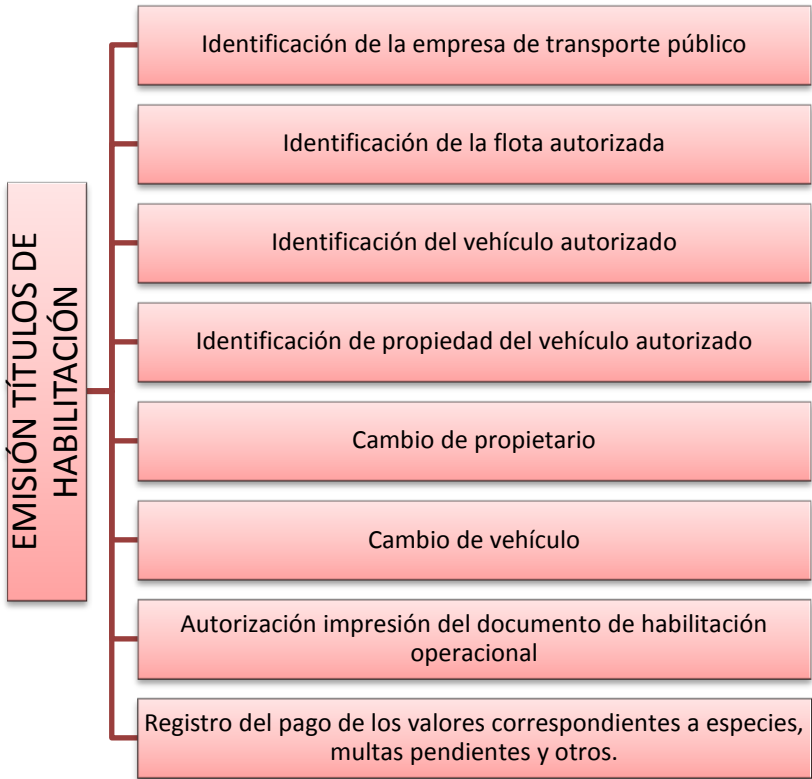 EMISIÓN TÍTULOS DE
HABILITACIÓN
Identificación de la empresa de transporte público
Identificación de la flota autorizada
Identificación del vehículo autorizado
Identificación de propiedad del vehículo autorizado
Cambio de propietario
Cambio de vehículo
Autorización impresión del documento de habilitación
operacional
Registro del pago de los valores correspondientes a especies,
multas pendientes y otros.